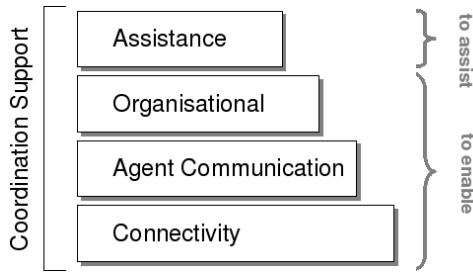 Coordination Support
Assistance
Organisational
Agent Communication
Connectivity
to assist
to enable